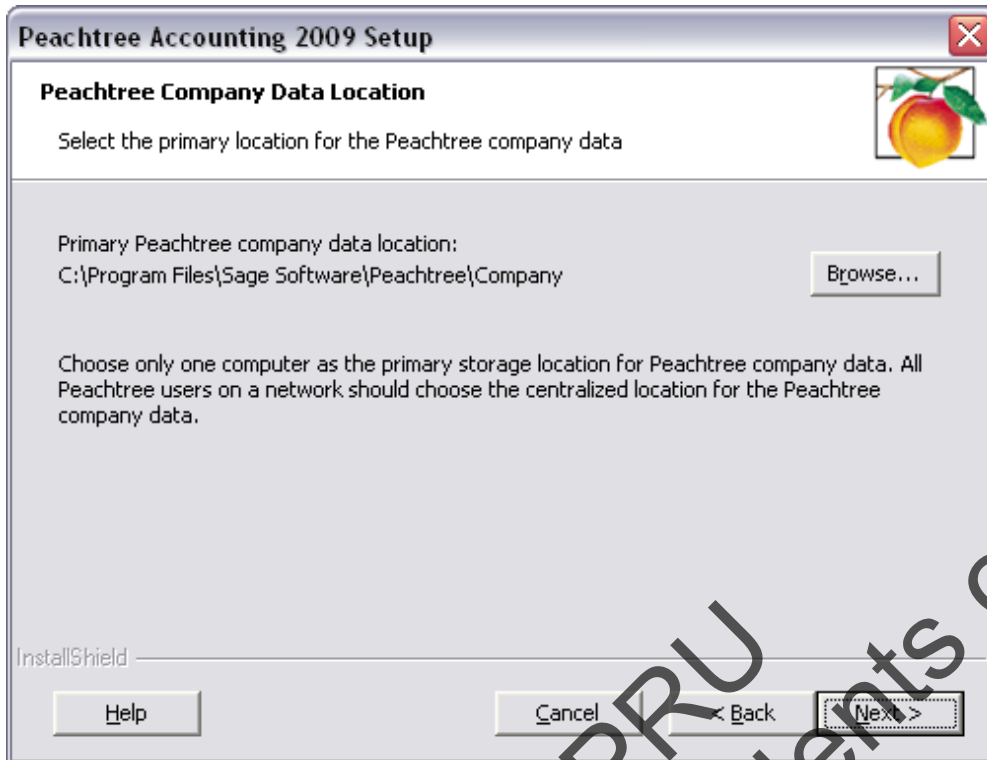 Peachtree Accounting 2009 Setup
Peachtree Company Data Location
Select the primary location for the Peachtree company data
Primary Peachtree company data location:
C:\Program Files\Sage Software\Peachtree\Company
Browse...
Choose only one computer as the primary storage location for Peachtree company data. All
Peachtree users on a network should choose the centralized location for the Peachtree
company data.
InstallShield
Help
Cancel
< Back
Next >